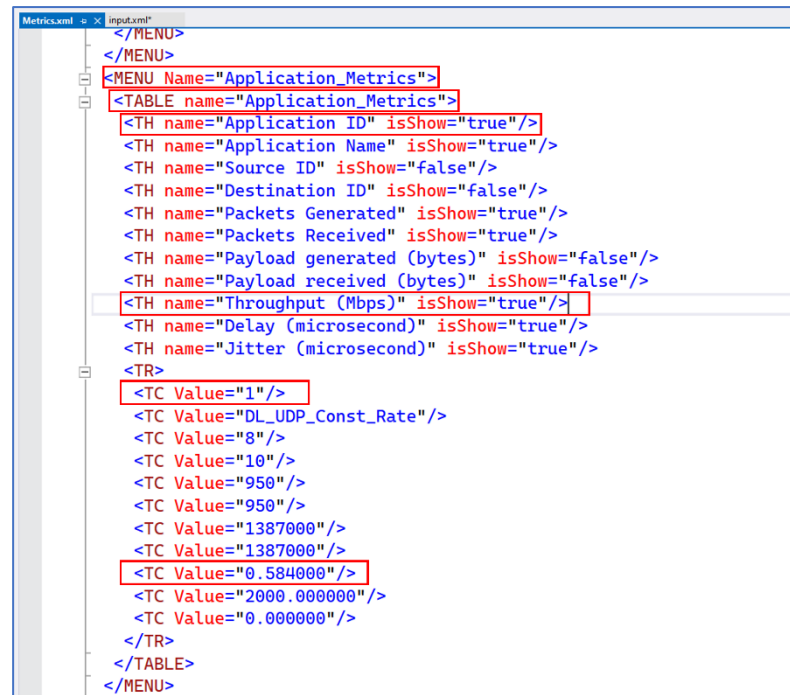 Metrics.xml input.xml*
</MENU>
</MENU>
<MENU Name="Application_Metrics">
<TABLE name="Application_Metrics">
<TH name="Application ID" isShow="true"/>
<TH name="Application Name" isShow="true"/>
<TH name="Source ID" isShow="false"/>
<TH name="Destination ID" isShow="false"/>
<TH name="Packets Generated" isShow="true"/>
<TH name="Packets Received" isShow="true"/>
<TH name="Payload generated (bytes)" isShow="false"/>
<TH name="Payload received (bytes)" isShow="false"/>
<TH name="Throughput (Mbps)" isShow="true"/>
<TH name="Delay (microsecond)" isShow="true"/>
<TH name="Jitter (microsecond)" isShow="true"/>
<TR>
<TC Value="1"/>
<TC Value="DL_UDP_Const_Rate"/>
<TC Value="8"/>
<TC Value="10"/>
<TC Value="950"/>
<TC Value="950"/>
<TC Value="1387000"/>
<TC Value="1387000"/>
<TC Value="0.584000"/>
<TC Value="2000.000000"/>
<TC Value="0.000000"/>
</TR>
</TABLE>
</MENU>